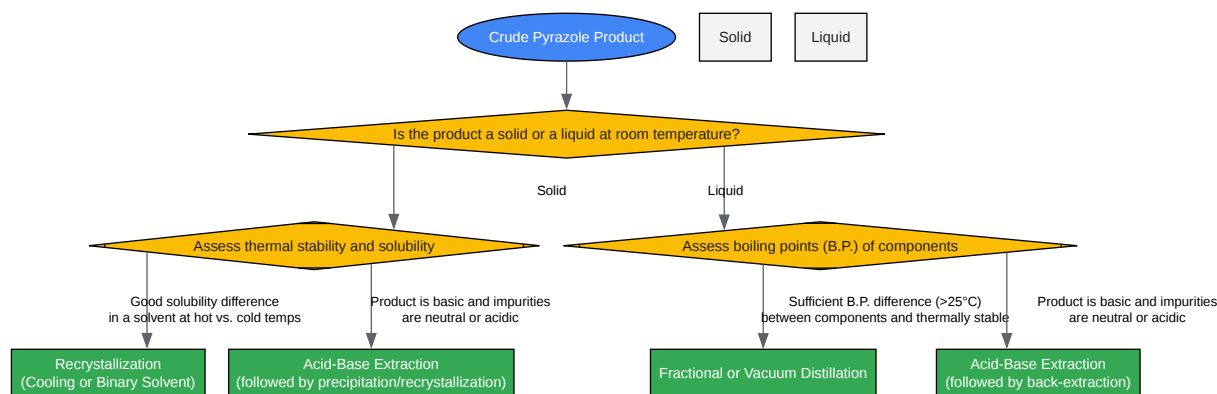 Crude Pyrazole Product
Solid
Liquid
Is the product a solid or a liquid at room temperature?
Solid
Liquid
Assess thermal stability and solubility
Assess boiling points (B.P.) of components
Good solubility difference
in a solvent at hot vs. cold temps
Product is basic and impurities
are neutral or acidic
Sufficient B.P. difference (>25°C)
between components and thermally stable
Product is basic and impurities
are neutral or acidic
Recrystallization
(Cooling or Binary Solvent)
Acid-Base Extraction
(followed by precipitation/recrystallization)
Fractional or Vacuum Distillation
Acid-Base Extraction
(followed by back-extraction)